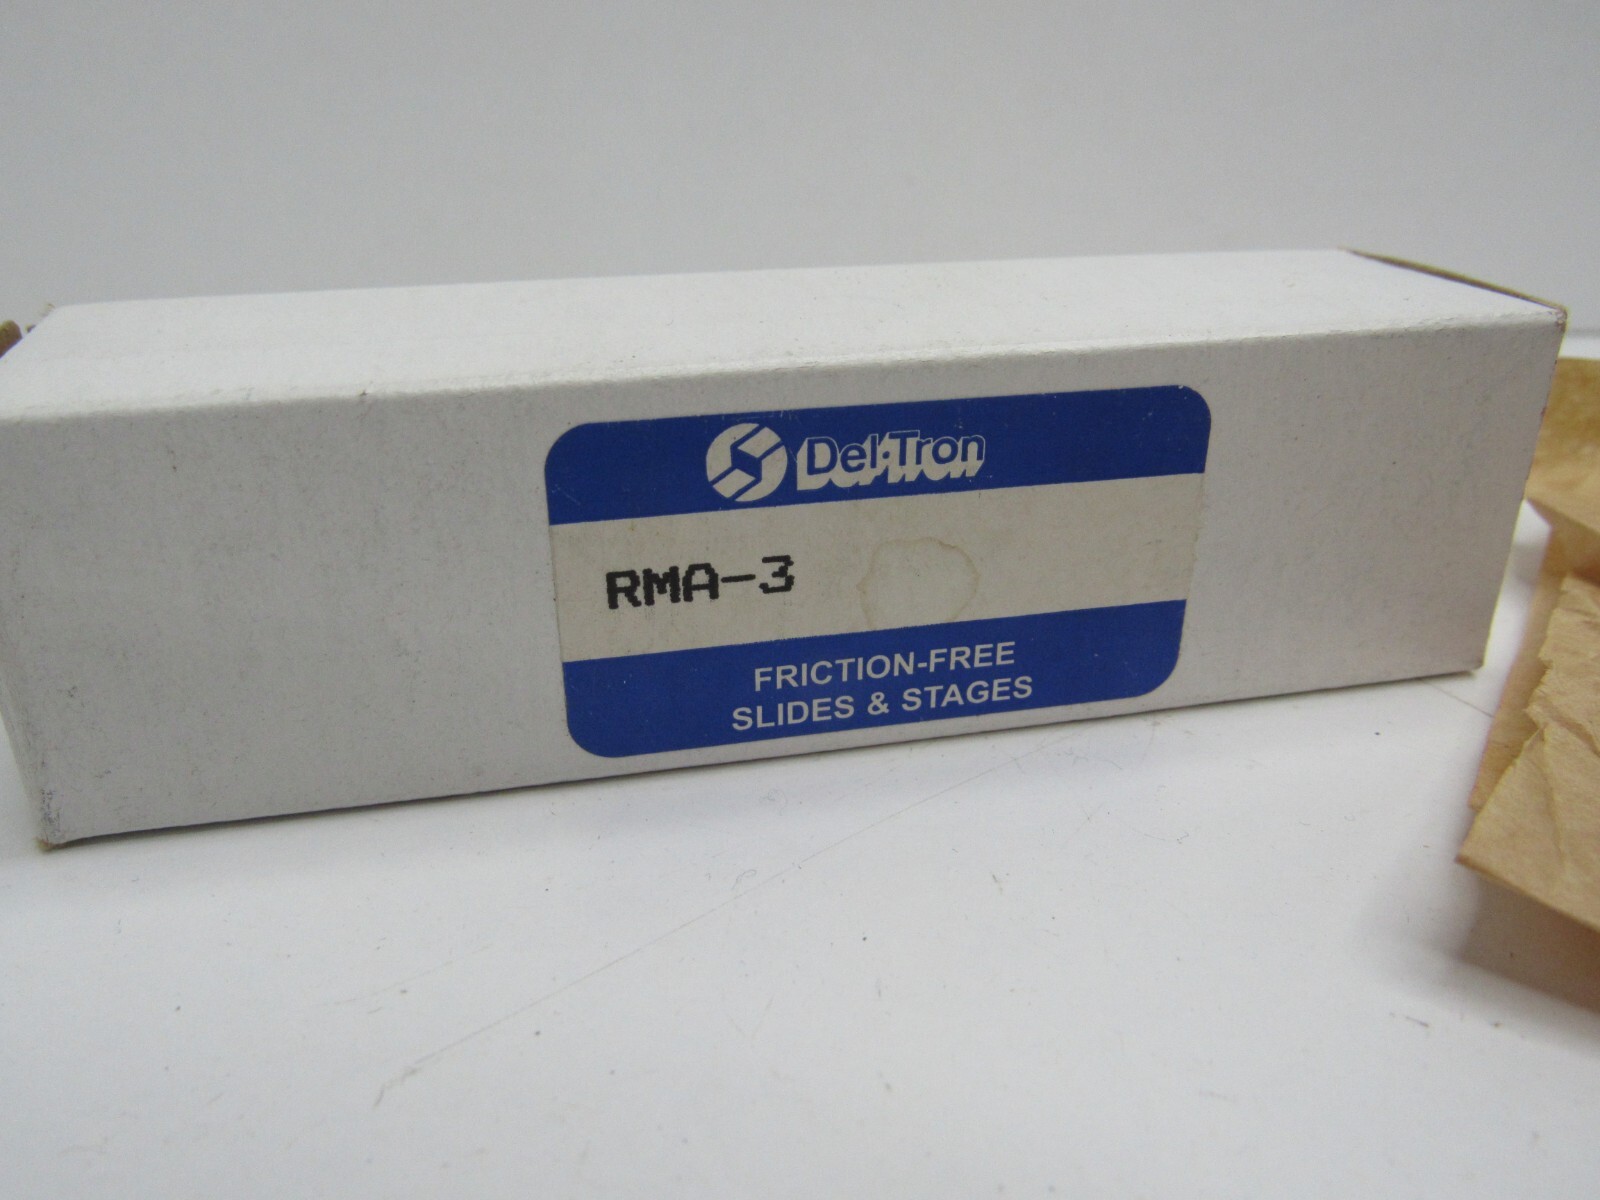 Del-Tron
RMA-3
FRICTION-FREE
SLIDES & STAGES